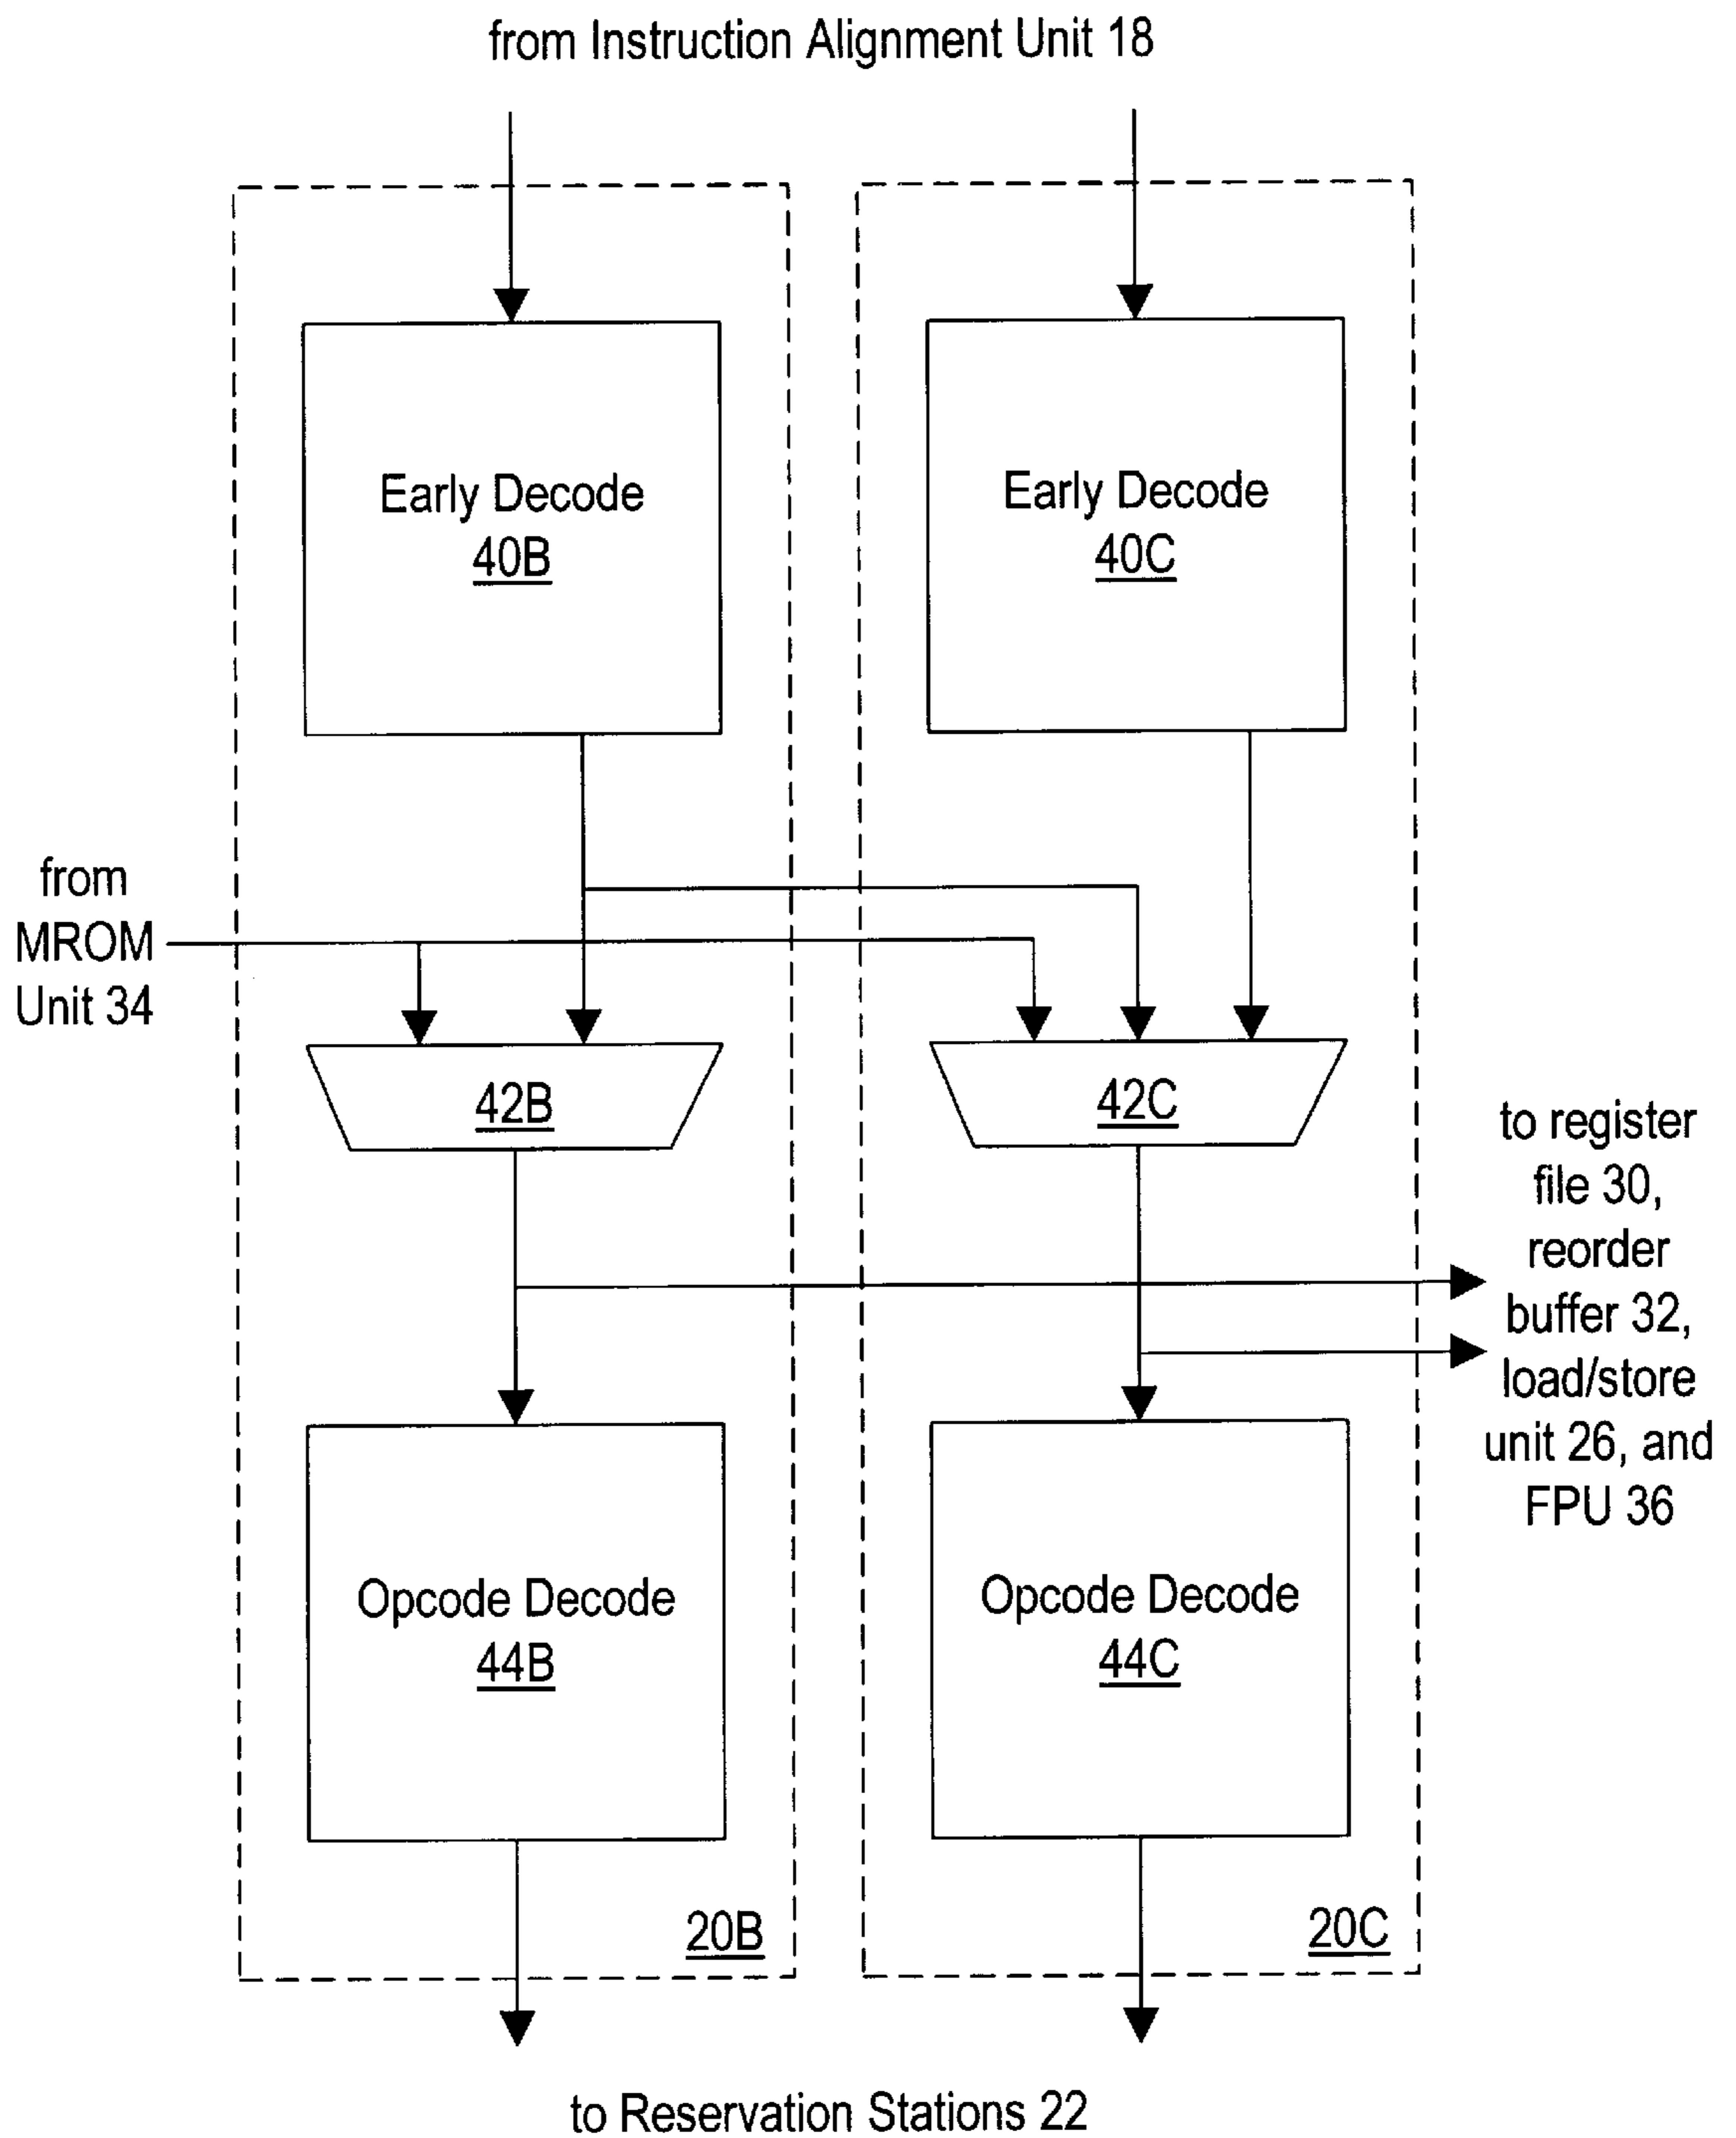 from Instruction Alignment Unit 18
Early Decode
40B
Early Decode
40C
from
MROM
Unit 34
42B
42C
to register
file 30,
reorder
buffer 32,
load/store
unit 26, and
FPU 36
Opcode Decode
44B
Opcode Decode
44C
20B
20C
to Reservation Stations 22